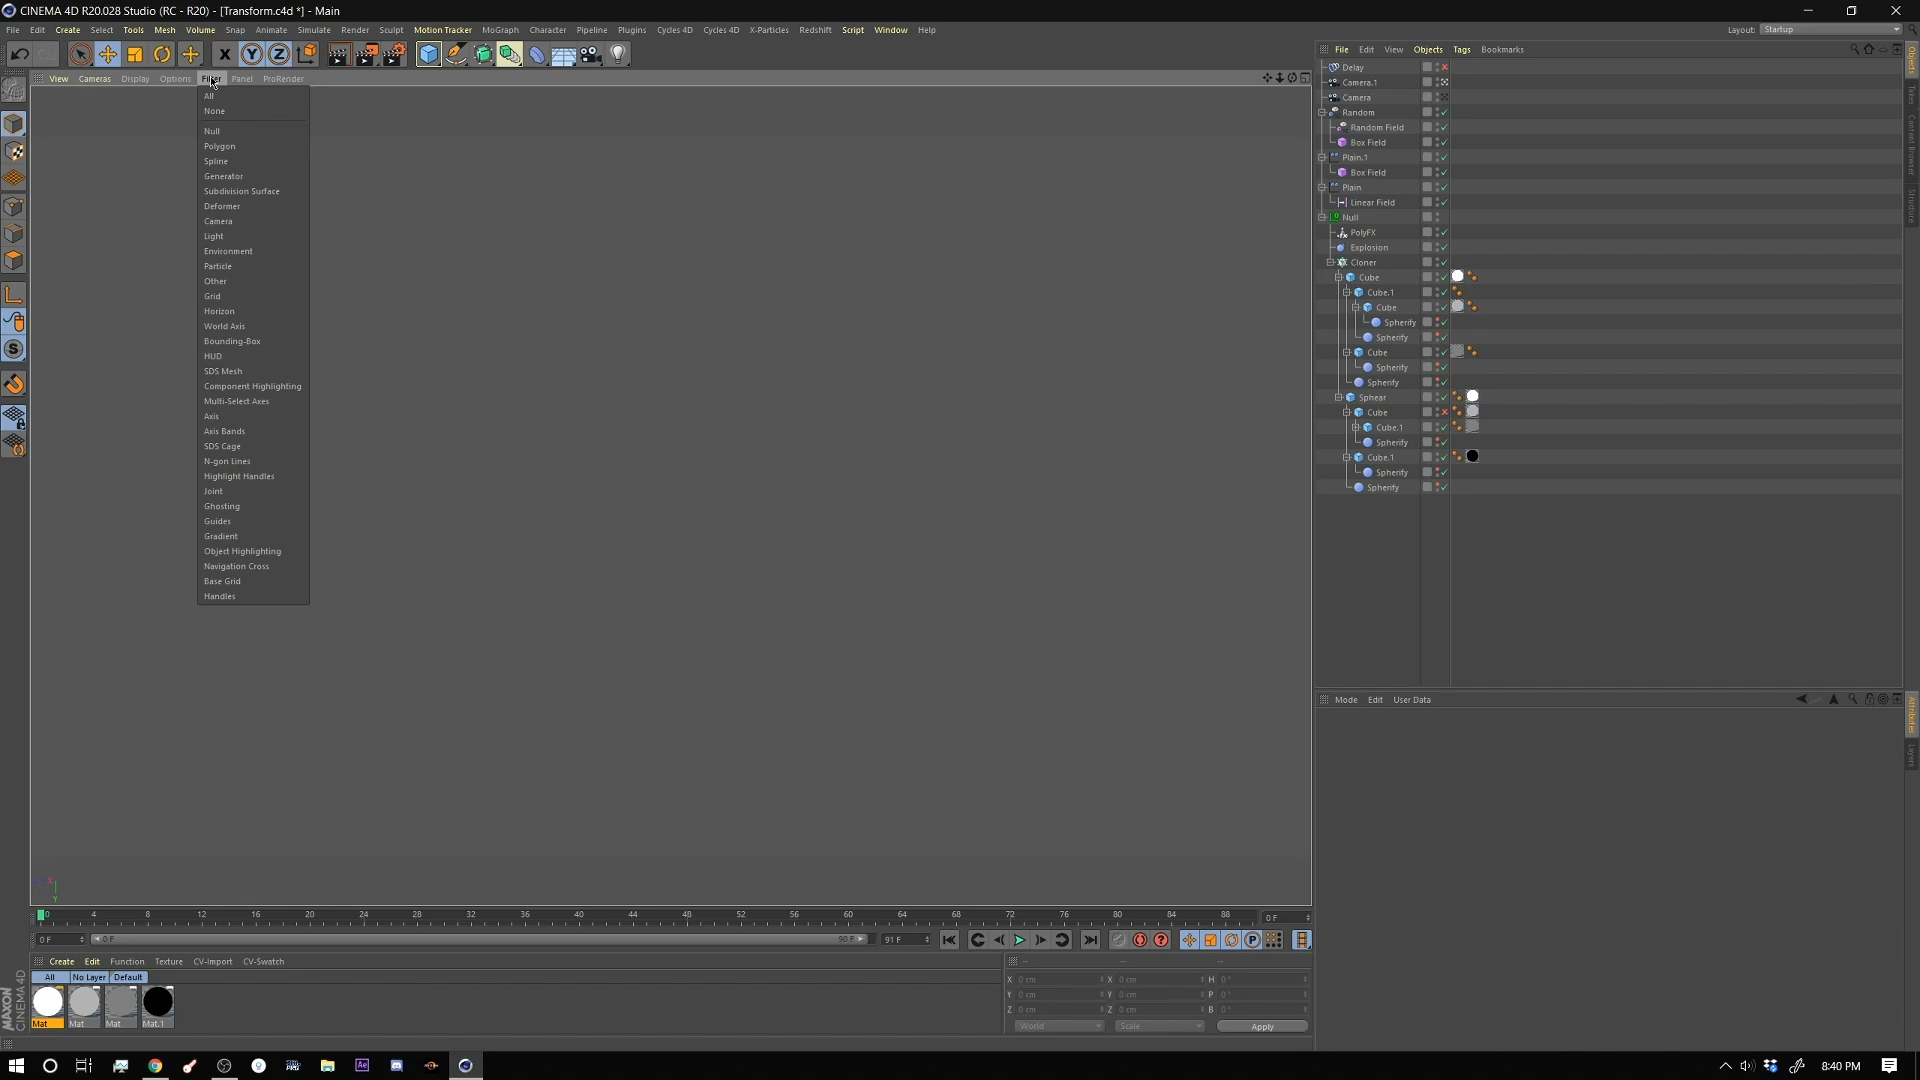 CINEMA 4D R20.028 Studio (RC - R20) - [Transform.c4d *] - Main
File Edit Create Select Tools Mesh Volume Snap Animate Simulate Render Sculpt Motion Tracker MoGraph Character Pipeline Plugins Cycles 4D Cycles 4D X-Particles Redshift Script Window Help Layout: Startup
X Y Z
File Edit View Objects Tags Bookmarks
View Cameras Display Options Filter Panel ProRender
All
None
Null
Polygon
Spline
Generator
Subdivision Surface
Deformer
Camera
Light
Environment
Particle
Other
Grid
Horizon
World Axis
Bounding-Box
HUD
SDS Mesh
Component Highlighting
Multi-Select Axes
Axis
Axis Bands
SDS Cage
N-gon Lines
Highlight Handles
Joint
Ghosting
Guides
Gradient
Object Highlighting
Navigation Cross
Base Grid
Handles
Delay
Camera.1
Camera
Random
Random Field
Box Field
Plain.1
Box Field
Plain
Linear Field
Null
PolyFX
Explosion
Cloner
Cube
Cube.1
Cube
Spherify
Spherify
Cube
Spherify
Spherify
Sphear
Cube
Cube.1
Spherify
Cube.1
Spherify
Spherify
Objects
Takes
Content Browser
Structure
Mode Edit User Data
Attributes
Layers
X
Y
0 4 8 12 16 20 24 28 32 36 40 44 48 52 56 60 64 68 72 76 80 84 88 0 F
0 F 0 F 90 F 91 F
Create Edit Function Texture CV-Import CV-Swatch
-- -- --
All No Layer Default
X 0 cm X 0 cm H 0 °
Y 0 cm Y 0 cm P 0 °
Z 0 cm Z 0 cm B 0 °
World Scale Apply
Mat Mat Mat Mat.1
MAXON CINEMA 4D
8:40 PM